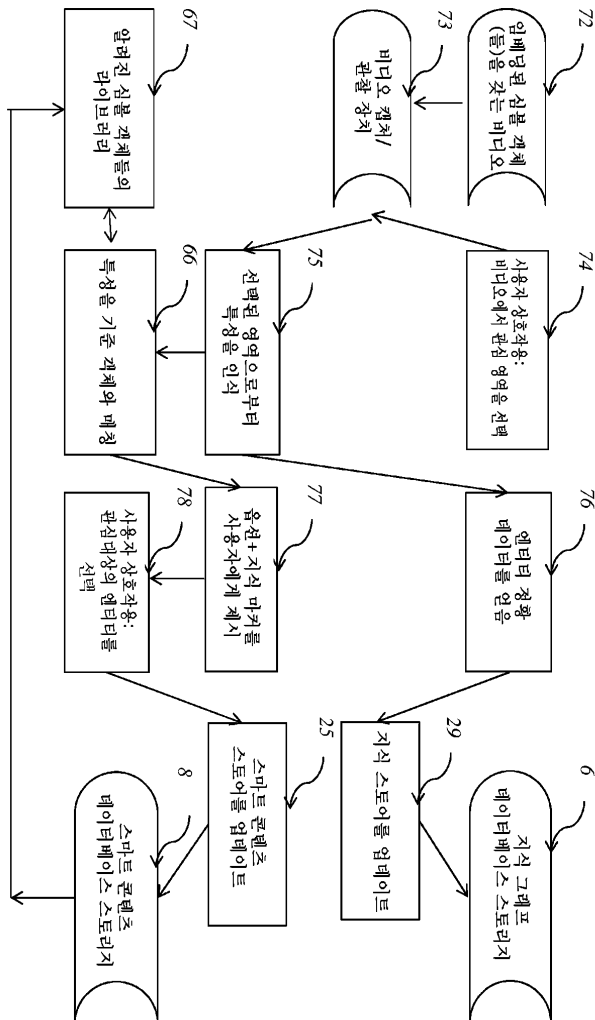 72
임베딩된 심볼 객체
(들)을 갖는 비디오
74
사용자 상호작용:
비디오에서 관심 영역을 선택
76
엔티티 정황
데이터를 얻음
6
지식 그래프
데이터베이스 스토리지
73
비디오 캡처/
관찰 장치
29
지식 스토어를 업데이트
75
선택된 영역으로부터
특성을 인식
77
옵션+지식 마커를
사용자에게 제시
25
스마트 콘텐츠
스토어를 업데이트
67
알려진 심볼 객체들의
라이브러리
66
특성을 기준 객체와 매칭
78
사용자 상호작용:
관심대상의 엔티티를
선택
8
스마트 콘텐츠
데이터베이스 스토리지